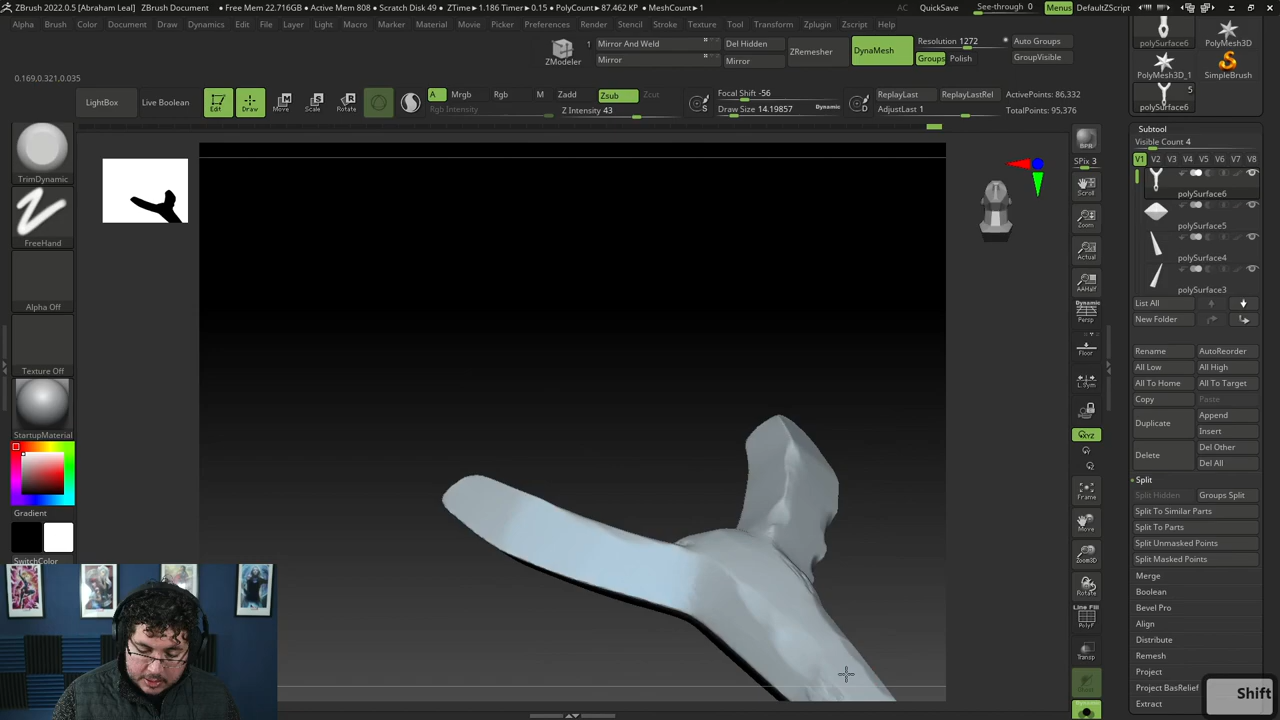 ZBrush 2022.0.5 [Abraham Leal] ZBrush Document • Free Mem 22.716GB • Active Mem 808 • Scratch Disk 49 • ZTime▸1.186 Timer▸0.15 • PolyCount▸87.462 KP • MeshCount▸1 AC QuickSave See-through 0 Menus DefaultZScript
Alpha Brush Color Document Draw Dynamics Edit File Layer Light Macro Marker Material Movie Picker Preferences Render Stencil Stroke Texture Tool Transform Zplugin Zscript Help
0.169,0.321,0.035
LightBox Live Boolean Edit Draw Move Scale Rotate
A Mrgb Rgb M Zadd Zsub Zcut
Rgb Intensity Z Intensity 43
ZModeler 1
Mirror And Weld Del Hidden
Mirror Mirror
ZRemesher DynaMesh
Resolution 1272
Groups Polish
Auto Groups
GroupVisible
Focal Shift -56
Draw Size 14.19857 Dynamic
S D
ReplayLast ReplayLastRel
AdjustLast 1
ActivePoints: 86,332
TotalPoints: 95,376
TrimDynamic
FreeHand
Alpha Off
Texture Off
StartupMaterial
Gradient
SwitchColor
BPR
SPix 3
Scroll
Zoom
Actual
AAHalf
Dynamic
Persp
Floor
L.Sym
XYZ
Frame
Move
Zoom3D
Rotate
Line Fill
PolyF
Transp
polySurface6 PolyMesh3D
PolyMesh3D_1 SimpleBrush
5
polySurface6
Subtool
Visible Count 4
V1 V2 V3 V4 V5 V6 V7 V8
polySurface6
polySurface5
polySurface4
polySurface3
List All
New Folder
Rename AutoReorder
All Low All High
All To Home All To Target
Copy Paste
Duplicate Append
Insert
Delete Del Other
Del All
Split
Split Hidden Groups Split
Split To Similar Parts
Split To Parts
Split Unmasked Points
Split Masked Points
Merge
Boolean
Bevel Pro
Align
Distribute
Remesh
Project
Project BasRelief
Extract
Shift